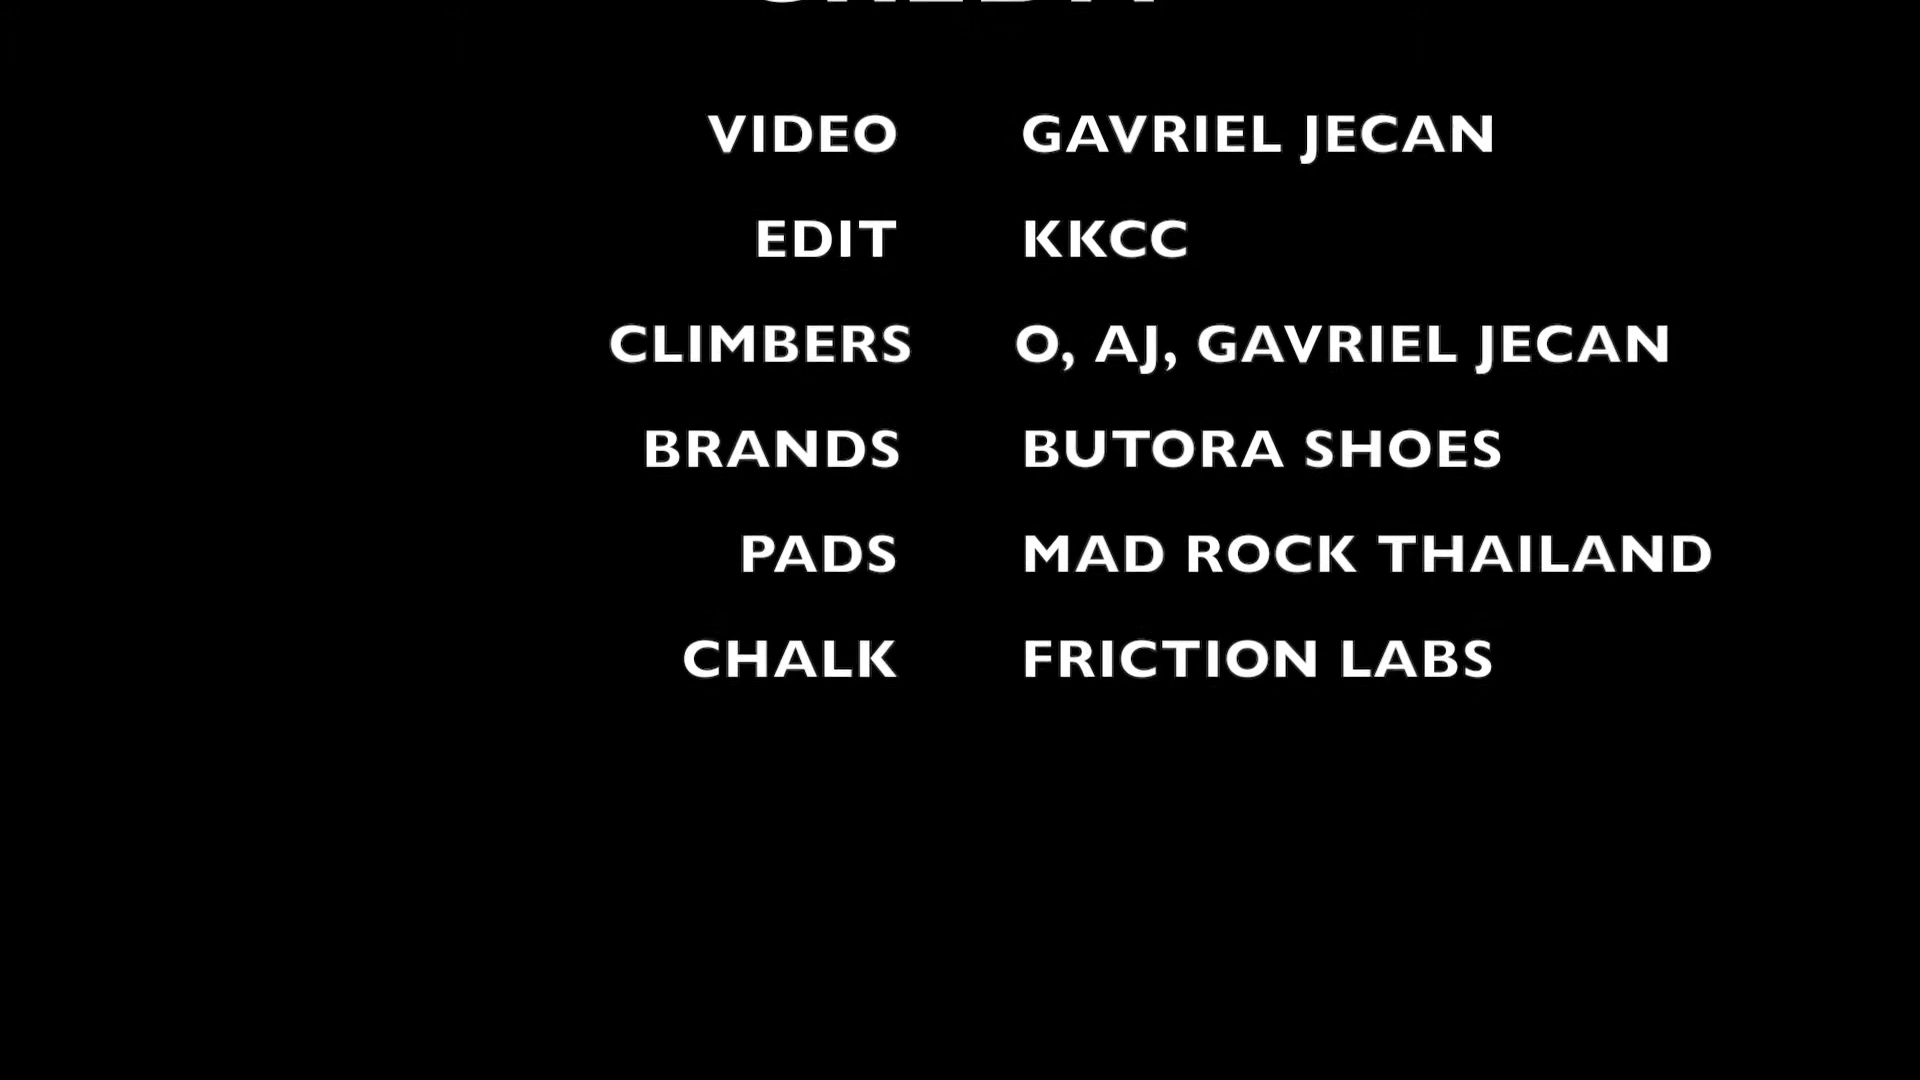 VIDEO GAVRIEL JECAN
EDIT KKCC
CLIMBERS O, AJ, GAVRIEL JECAN
BRANDS BUTORA SHOES
PADS MAD ROCK THAILAND
CHALK FRICTION LABS